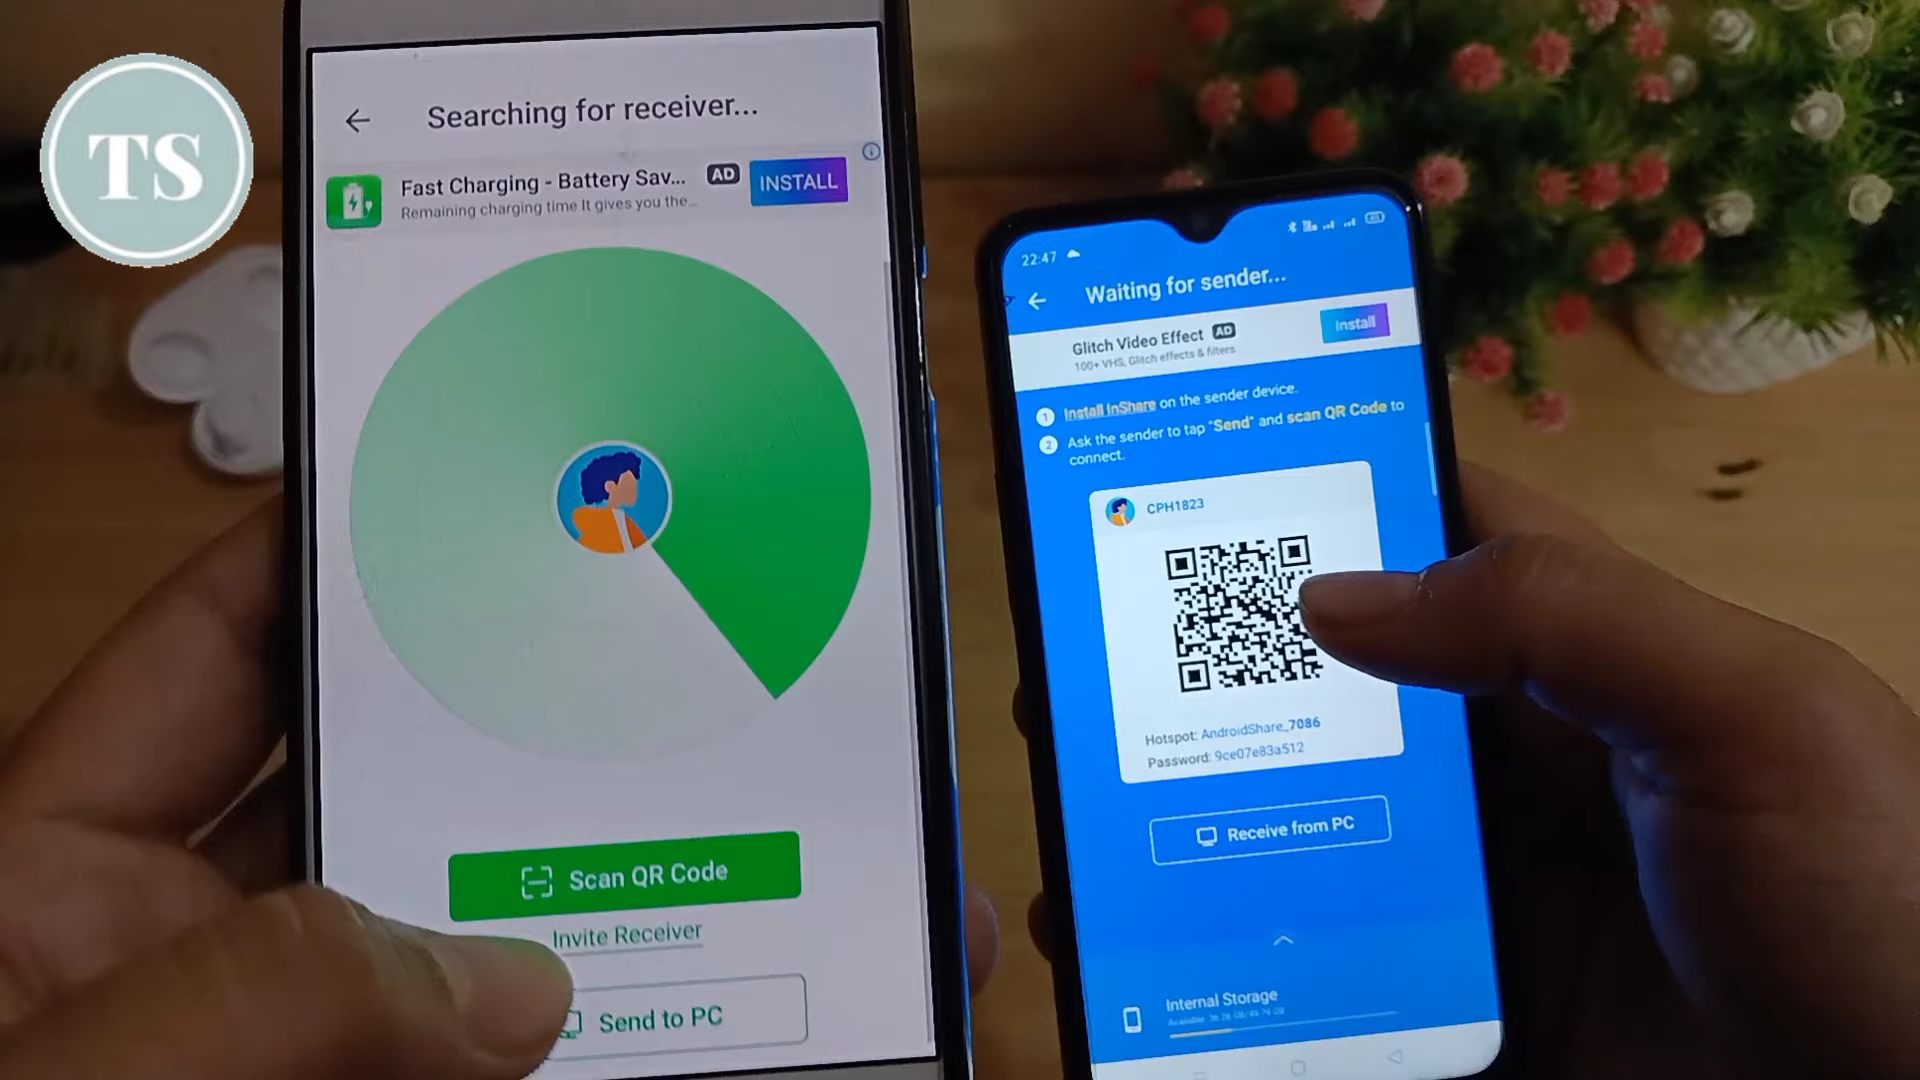 TS
Searching for receiver...
Fast Charging - Battery Sav... AD
Remaining charging time It gives you the...
INSTALL
Scan QR Code
Invite Receiver
Send to PC
22:47
Waiting for sender...
Glitch Video Effect AD
100+ VHS, Glitch effects & filters
Install
1 Install InShare on the sender device.
2 Ask the sender to tap "Send" and scan QR Code to
connect.
CPH1823
Hotspot: AndroidShare_7086
Password: 9ce07e83a512
Receive from PC
Internal Storage